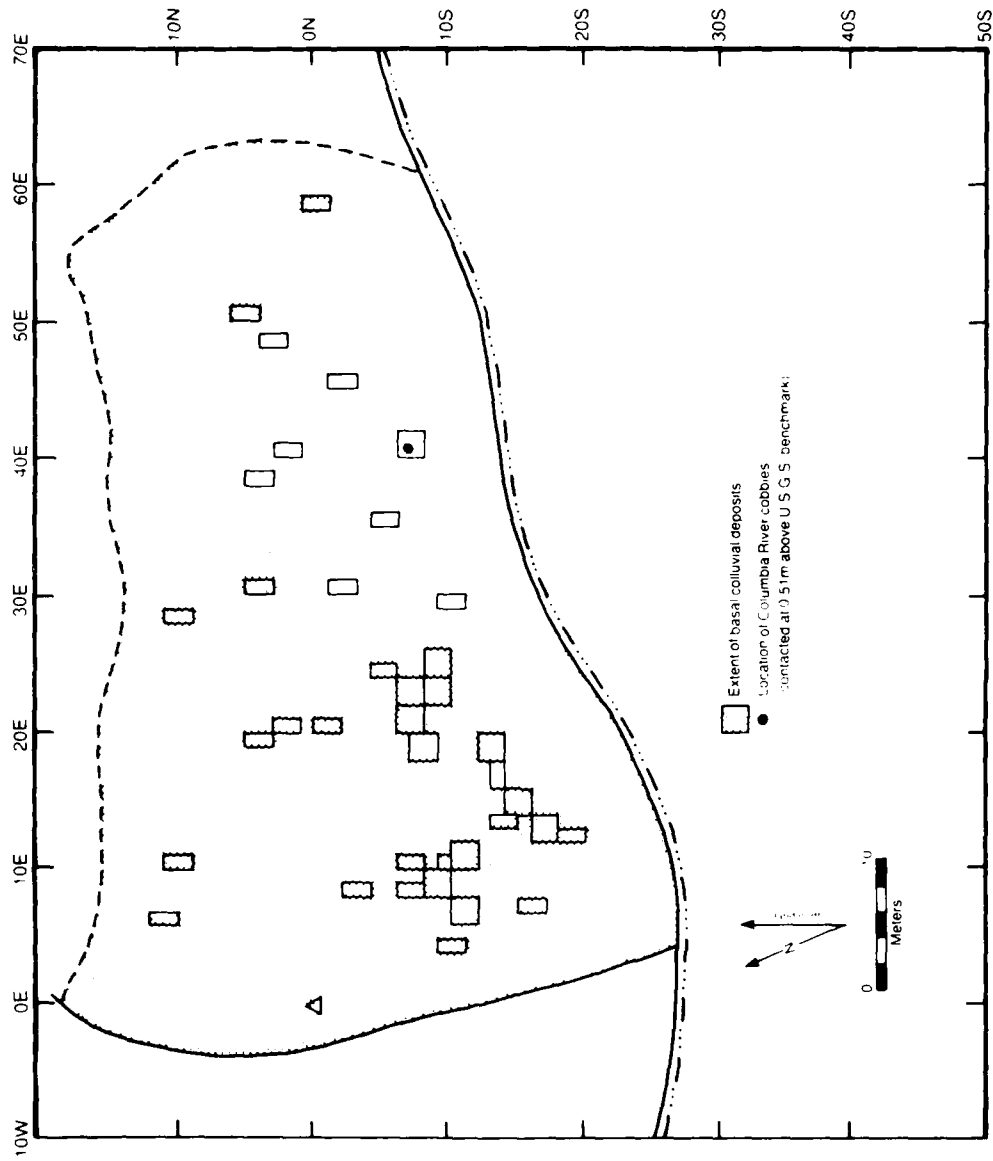 10W
0E
10E
20E
30E
40E
50E
60E
70E
10N
0N
10S
20S
30S
40S
50S
Extent of basal colluvial deposits
Location of Columbia River cobbles
contacted at 0 51m above U S G S benchmark)
N
0
10
Meters